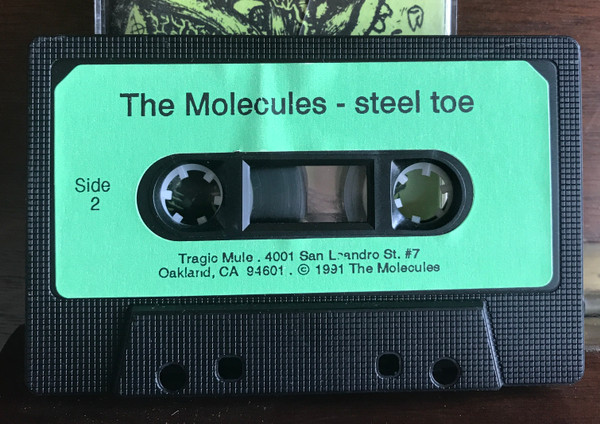 The Molecules - steel toe
Side
2
Tragic Mule . 4001 San Leandro St. #7
Oakland, CA 94601 . © 1991 The Molecules